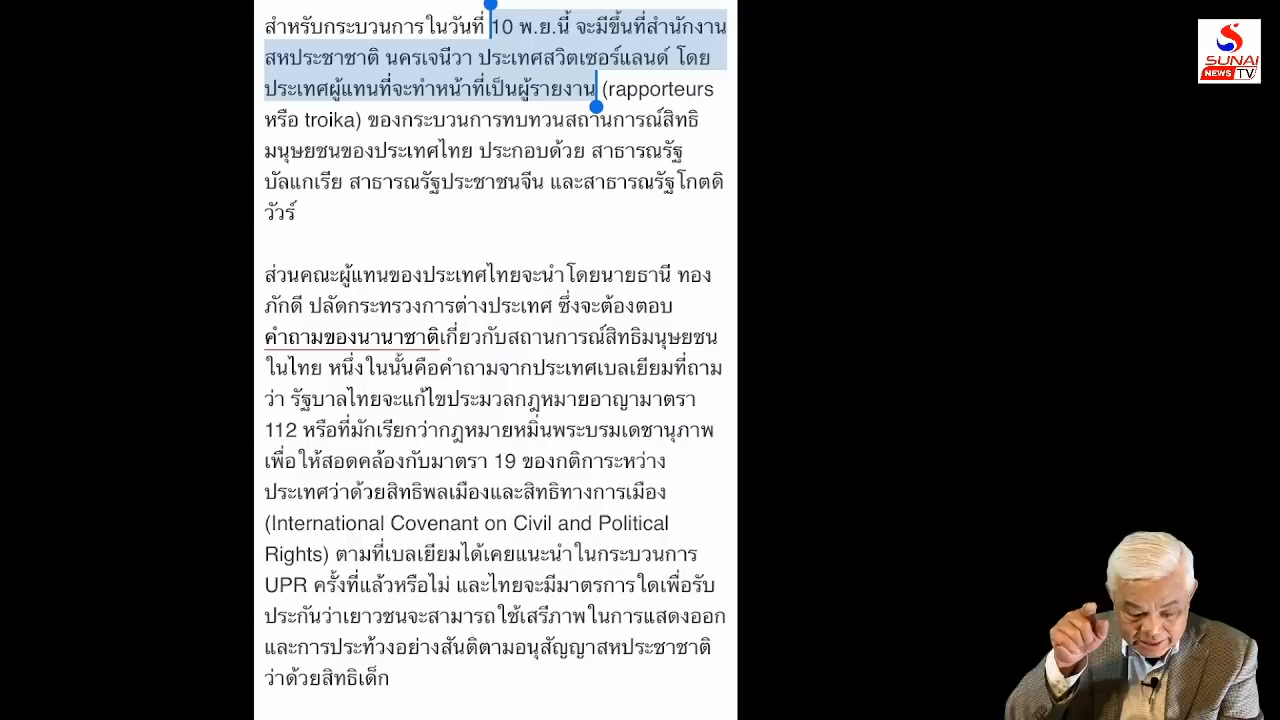 สำหรับกระบวนการในวันที่ 10 พ.ย.นี้ จะมีขึ้นที่สำนักงาน
สหประชาชาติ นครเจนีวา ประเทศสวิตเซอร์แลนด์ โดย
ประเทศผู้แทนที่จะทำหน้าที่เป็นผู้รายงาน (rapporteurs
หรือ troika) ของกระบวนการทบทวนสถานการณ์สิทธิ
มนุษยชนของประเทศไทย ประกอบด้วย สาธารณรัฐ
บัลแกเรีย สาธารณรัฐประชาชนจีน และสาธารณรัฐโกตดิ
วัวร์
ส่วนคณะผู้แทนของประเทศไทยจะนำโดยนายธานี ทอง
ภักดี ปลัดกระทรวงการต่างประเทศ ซึ่งจะต้องตอบ
คำถามของนานาชาติเกี่ยวกับสถานการณ์สิทธิมนุษยชน
ในไทย หนึ่งในนั้นคือคำถามจากประเทศเบลเยียมที่ถาม
ว่า รัฐบาลไทยจะแก้ไขประมวลกฎหมายอาญามาตรา
112 หรือที่มักเรียกว่ากฎหมายหมิ่นพระบรมเดชานุภาพ
เพื่อให้สอดคล้องกับมาตรา 19 ของกติการะหว่าง
ประเทศว่าด้วยสิทธิพลเมืองและสิทธิทางการเมือง
(International Covenant on Civil and Political
Rights) ตามที่เบลเยียมได้เคยแนะนำในกระบวนการ
UPR ครั้งที่แล้วหรือไม่ และไทยจะมีมาตรการใดเพื่อรับ
ประกันว่าเยาวชนจะสามารถใช้เสรีภาพในการแสดงออก
และการประท้วงอย่างสันติตามอนุสัญญาสหประชาชาติ
ว่าด้วยสิทธิเด็ก
SUNAI
NEWS TV